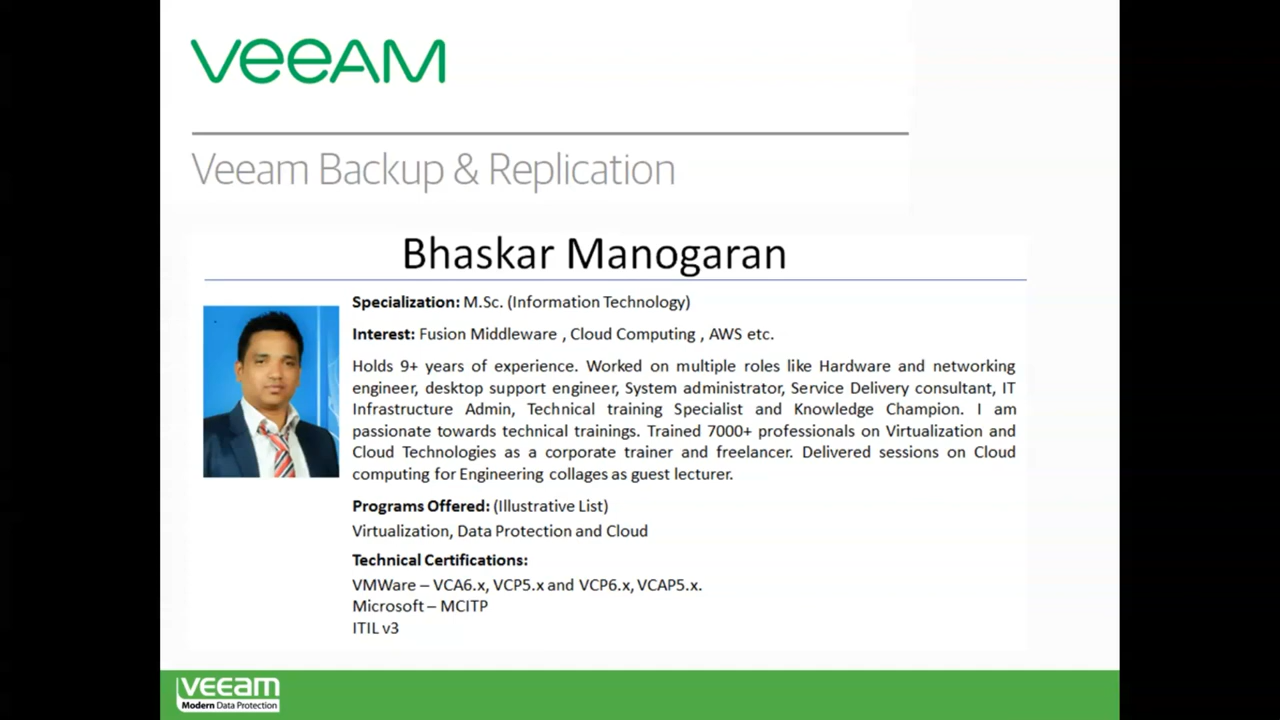 veeAM
Veeam Backup & Replication
Bhaskar Manogaran
Specialization: M.Sc. (Information Technology)
Interest: Fusion Middleware , Cloud Computing , AWS etc.
Holds 9+ years of experience. Worked on multiple roles like Hardware and networking
engineer, desktop support engineer, System administrator, Service Delivery consultant, IT
Infrastructure Admin, Technical training Specialist and Knowledge Champion. I am
passionate towards technical trainings. Trained 7000+ professionals on Virtualization and
Cloud Technologies as a corporate trainer and freelancer. Delivered sessions on Cloud
computing for Engineering collages as guest lecturer.
Programs Offered: (Illustrative List)
Virtualization, Data Protection and Cloud
Technical Certifications:
VMWare – VCA6.x, VCP5.x and VCP6.x, VCAP5.x.
Microsoft – MCITP
ITIL v3
veeam
Modern Data Protection